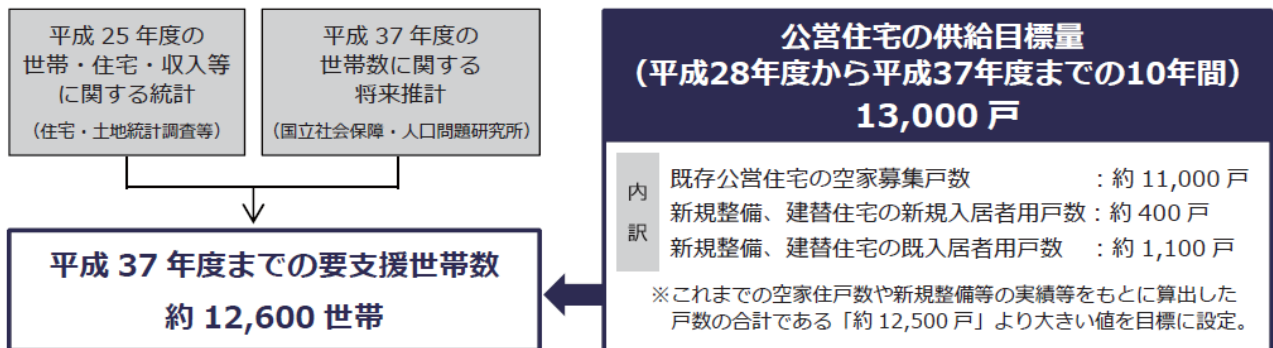 平成 25 年度の
世帯・住宅・収入等
に関する統計
（住宅・土地統計調査等）
平成 37 年度の
世帯数に関する
将来推計
（国立社会保障・人口問題研究所）
平成 37 年度までの要支援世帯数
約 12,600 世帯
公営住宅の供給目標量
（平成28年度から平成37年度までの10年間）
13,000 戸
内訳
既存公営住宅の空家募集戸数　　　　　：約 11,000 戸
新規整備、建替住宅の新規入居者用戸数：約 400 戸
新規整備、建替住宅の既入居者用戸数　：約 1,100 戸
※これまでの空家住戸数や新規整備等の実績等をもとに算出した
戸数の合計である「約 12,500 戸」より大きい値を目標に設定。